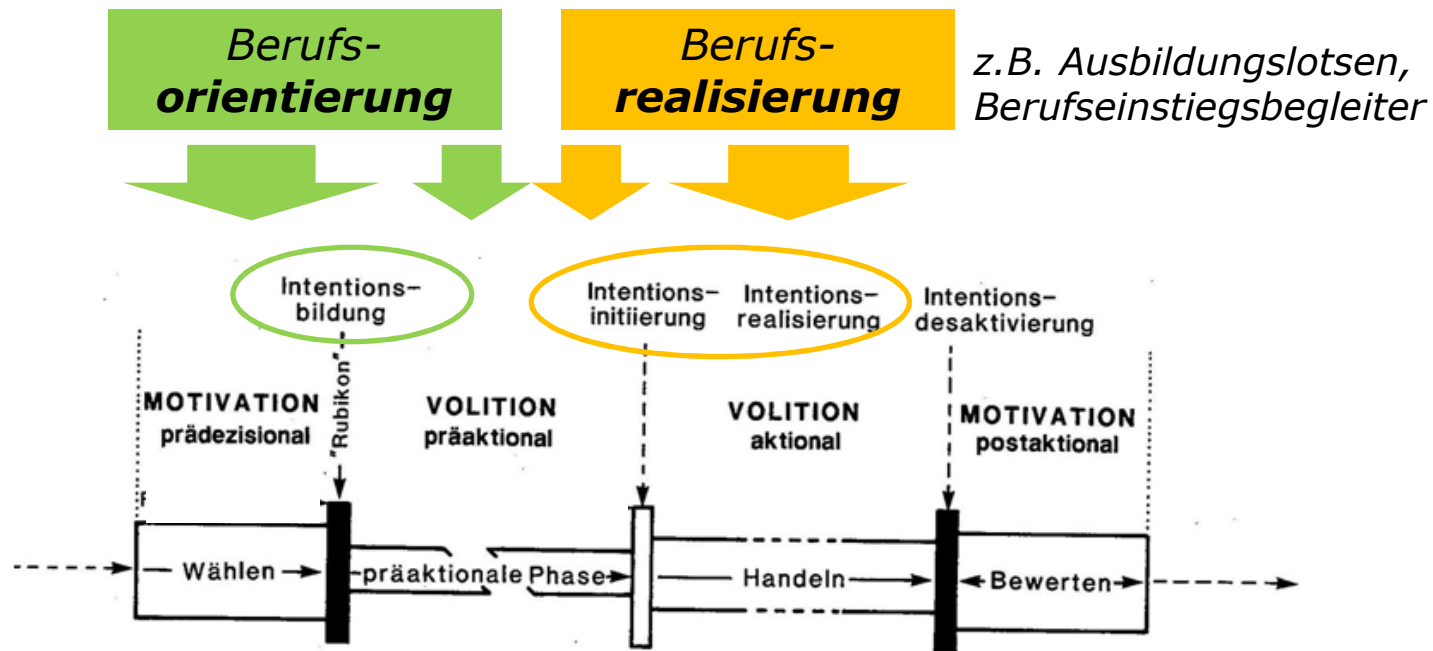 Berufs-
orientierung
Berufs-
realisierung
z.B. Ausbildungslotsen,
Berufseinstiegsbegleiter
Intentions-
bildung
Intentions-
initiierung
Intentions-
realisierung
Intentions-
desaktivierung
"Rubikon"
MOTIVATION
prädezisional
VOLITION
präaktional
VOLITION
aktional
MOTIVATION
postaktional
Wählen
präaktionale Phase
Handeln
Bewerten